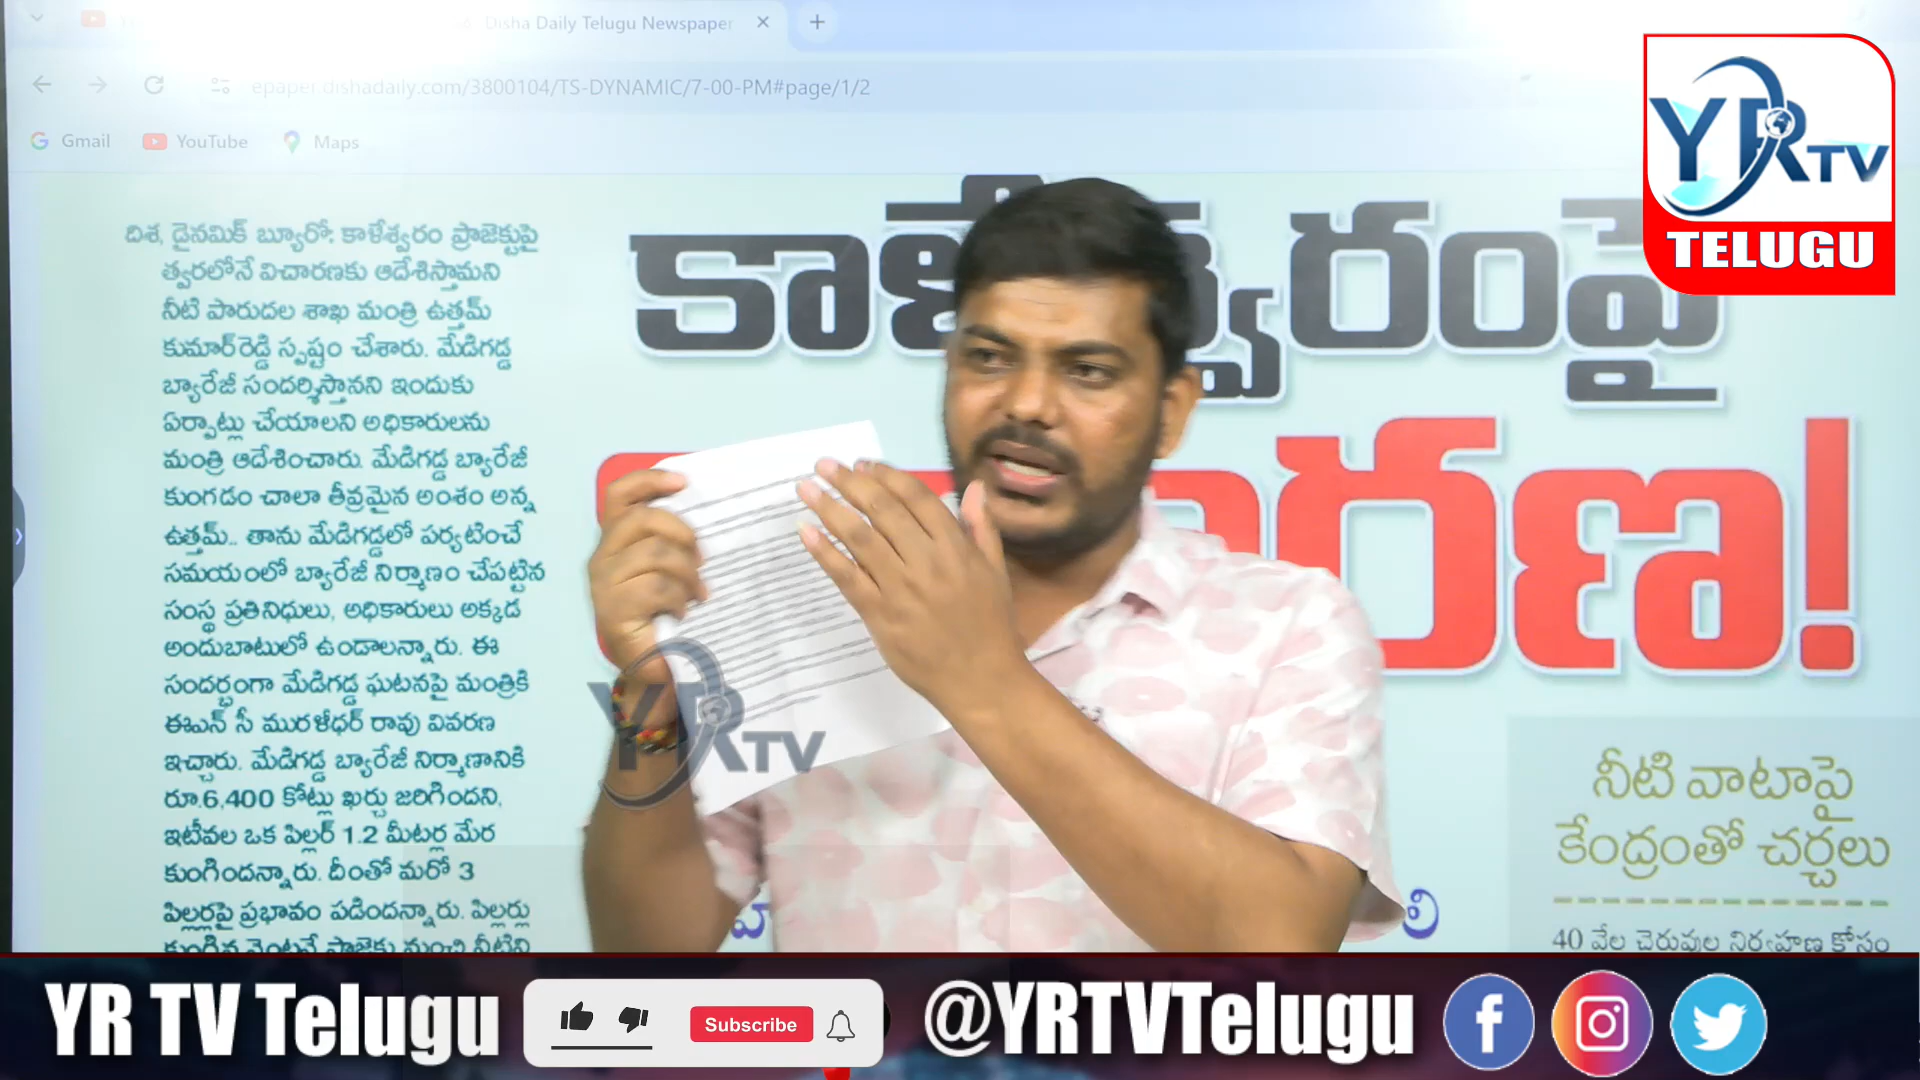 Disha Daily Telugu Newspaper
epaper.dishadaily.com/3800104/TS-DYNAMIC/7-00-PM#page/1/2
Gmail YouTube Maps
YRTV
TELUGU
దిశ, డైనమిక్ బ్యూరో: కాళేశ్వరం ప్రాజెక్టుపై
త్వరలోనే విచారణకు ఆదేశిస్తామని
నీటి పారుదల శాఖ మంత్రి ఉత్తమ్
కుమార్‌రెడ్డి స్పష్టం చేశారు. మేడిగడ్డ
బ్యారేజీ సందర్శిస్తానని ఇందుకు
ఏర్పాట్లు చేయాలని అధికారులను
మంత్రి ఆదేశించారు. మేడిగడ్డ బ్యారేజీ
కుంగడం చాలా తీవ్రమైన అంశం అన్న
ఉత్తమ్.. తాను మేడిగడ్డలో పర్యటించే
సమయంలో బ్యారేజీ నిర్మాణం చేపట్టిన
సంస్థ ప్రతినిధులు, అధికారులు అక్కడ
అందుబాటులో ఉండాలన్నారు. ఈ
సందర్భంగా మేడిగడ్డ ఘటనపై మంత్రికి
ఈఎన్ సీ మురళీధర్ రావు వివరణ
ఇచ్చారు. మేడిగడ్డ బ్యారేజీ నిర్మాణానికి
రూ.6,400 కోట్లు ఖర్చు జరిగిందని,
ఇటీవల ఒక పిల్లర్ 1.2 మీటర్ల మేర
కుంగిందన్నారు. దీంతో మరో 3
పిల్లర్లపై ప్రభావం పడిందన్నారు. పిల్లర్లు
కాళేశ్వరంపై
నీటి వాటాపై
కేంద్రంతో చర్చలు
40 వేల చెరువుల నిర్వహణ కోసం
YRTV
YR TV Telugu
Subscribe
@YRTVTelugu